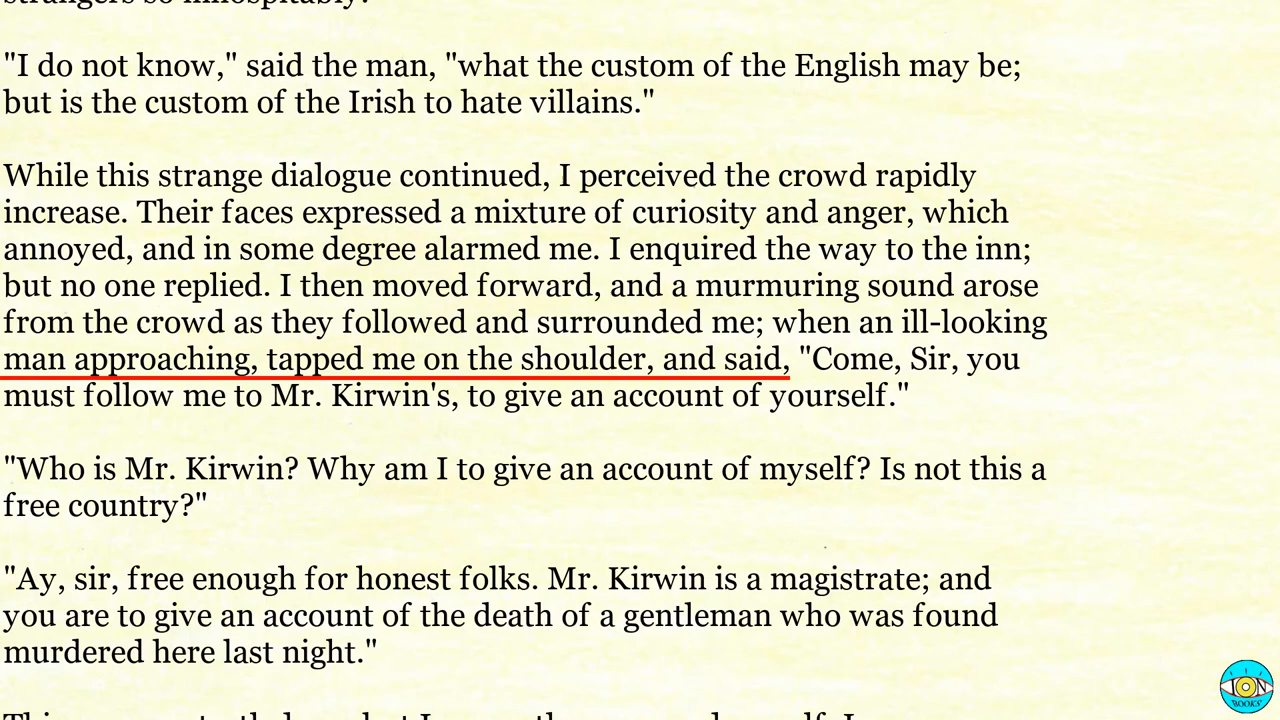 "I do not know," said the man, "what the custom of the English may be;
but is the custom of the Irish to hate villains."
While this strange dialogue continued, I perceived the crowd rapidly
increase. Their faces expressed a mixture of curiosity and anger, which
annoyed, and in some degree alarmed me. I enquired the way to the inn;
but no one replied. I then moved forward, and a murmuring sound arose
from the crowd as they followed and surrounded me; when an ill-looking
man approaching, tapped me on the shoulder, and said, "Come, Sir, you
must follow me to Mr. Kirwin's, to give an account of yourself."
"Who is Mr. Kirwin? Why am I to give an account of myself? Is not this a
free country?"
"Ay, sir, free enough for honest folks. Mr. Kirwin is a magistrate; and
you are to give an account of the death of a gentleman who was found
murdered here last night."
ION
BOOKS